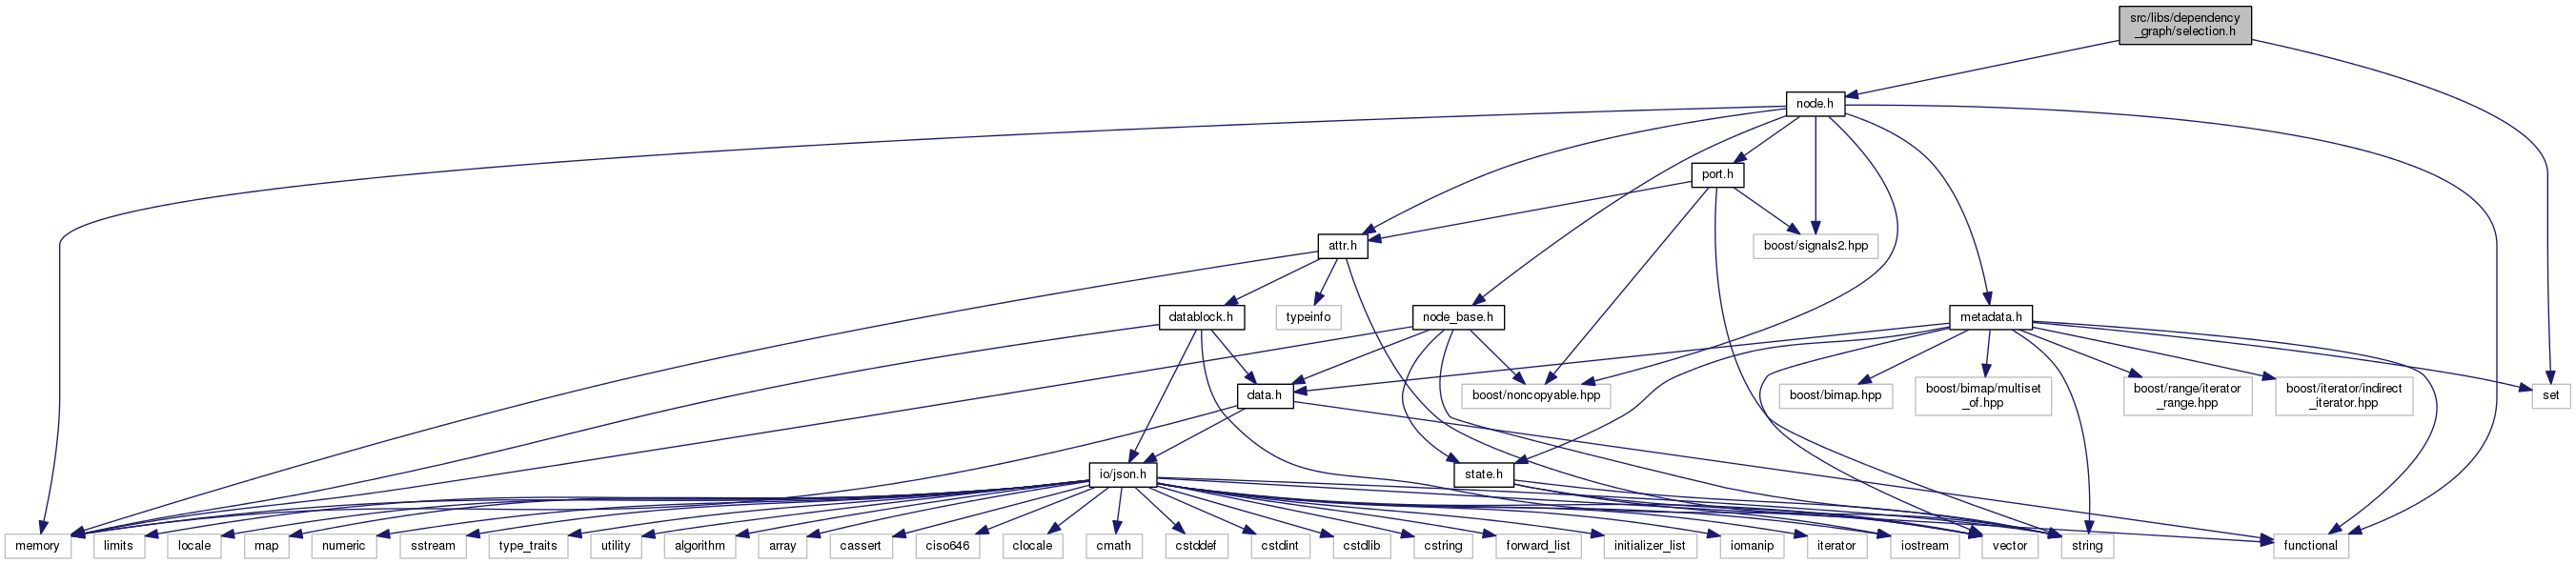 src/libs/dependency
_graph/selection.h
node.h
port.h
attr.h
boost/signals2.hpp
datablock.h
typeinfo
node_base.h
metadata.h
data.h
boost/noncopyable.hpp
boost/bimap.hpp
boost/bimap/multiset
_of.hpp
boost/range/iterator
_range.hpp
boost/iterator/indirect
_iterator.hpp
set
io/json.h
state.h
memory
limits
locale
map
numeric
sstream
type_traits
utility
algorithm
array
cassert
ciso646
clocale
cmath
cstddef
cstdint
cstdlib
cstring
forward_list
initializer_list
iomanip
iterator
iostream
vector
string
functional